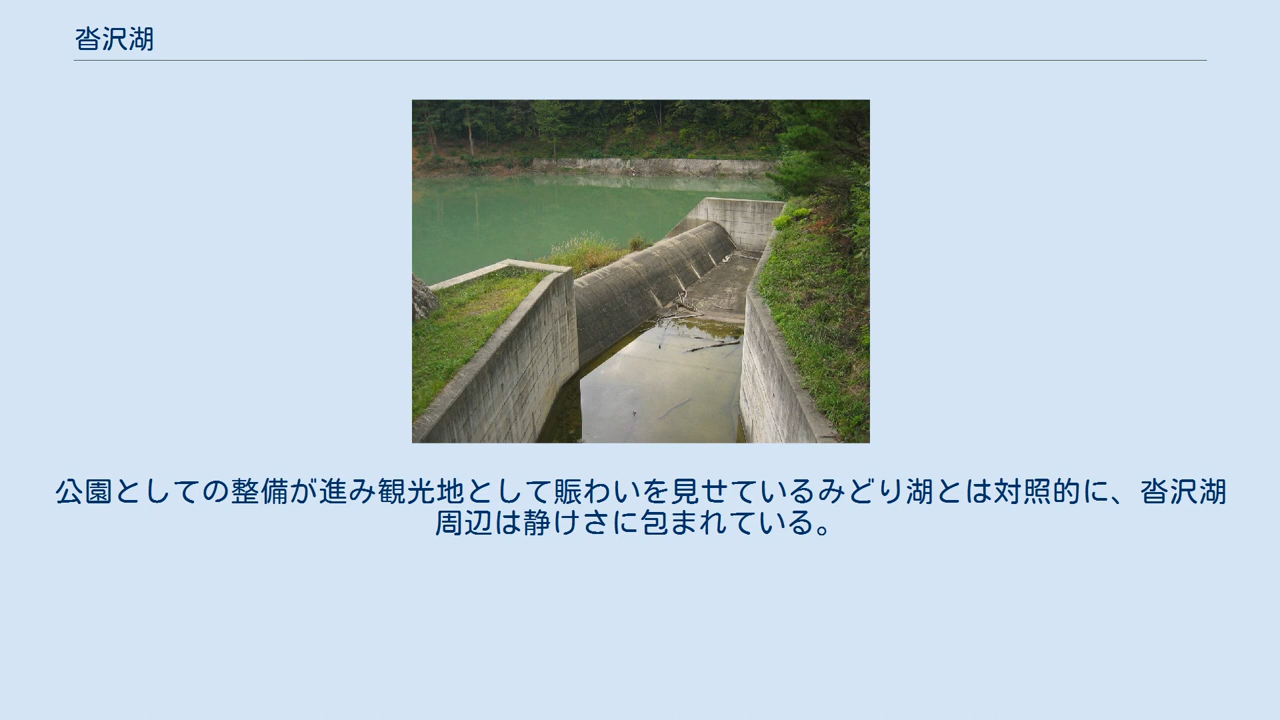 沓沢湖
公園としての整備が進み観光地として賑わいを見せているみどり湖とは対照的に、沓沢湖
周辺は静けさに包まれている。